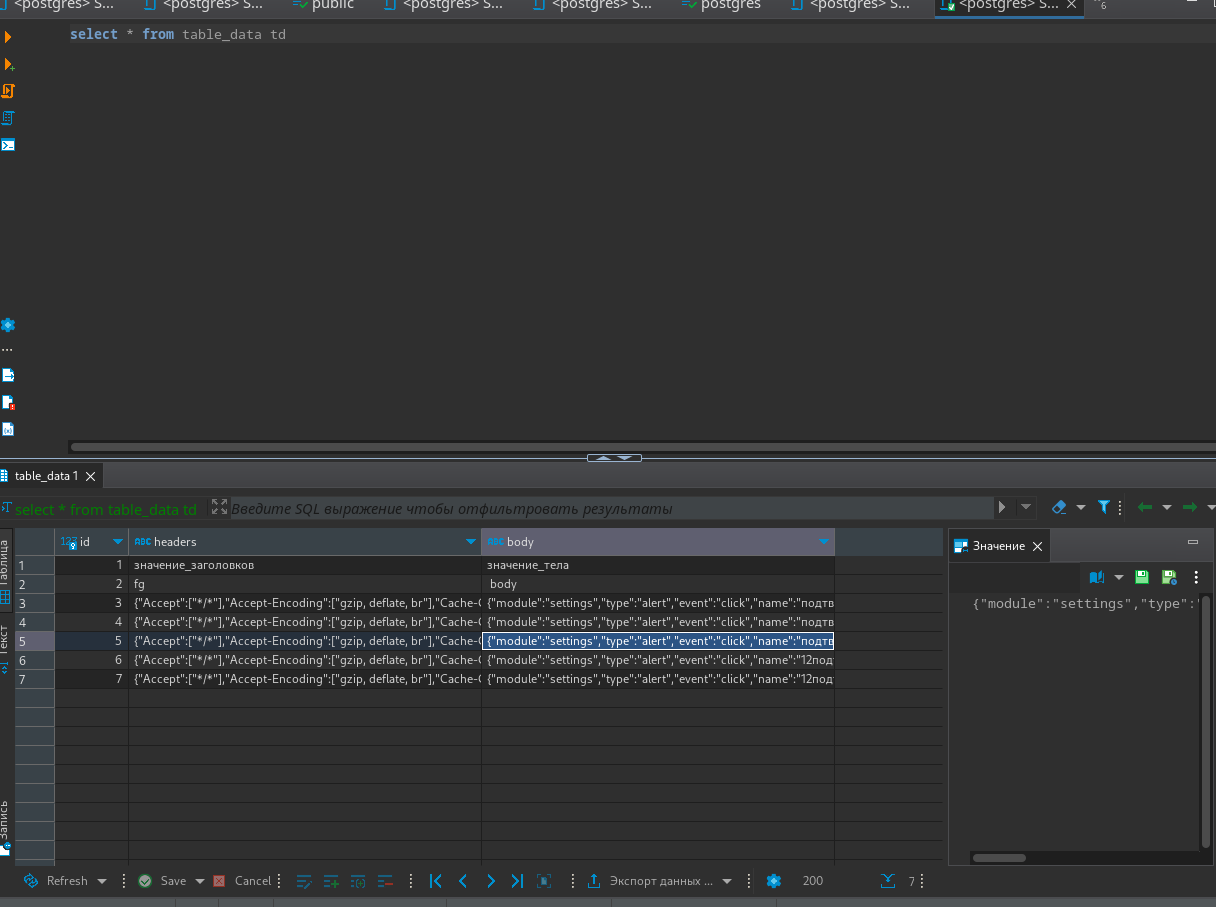 <postgres> S... <postgres> S... public <postgres> S... <postgres> S... postgres <postgres> S... <postgres> S... 6
select * from table_data td
table_data 1
select * from table_data td Введите SQL выражение чтобы отфильтровать результаты
Таблица
Текст
Запись
123 id ABC headers ABC body
1 1 значение_заголовков значение_тела
2 2 fg body
3 3 {"Accept":["*/*"],"Accept-Encoding":["gzip, deflate, br"],"Cache-C {"module":"settings","type":"alert","event":"click","name":"подтв
4 4 {"Accept":["*/*"],"Accept-Encoding":["gzip, deflate, br"],"Cache-C {"module":"settings","type":"alert","event":"click","name":"подтв
5 5 {"Accept":["*/*"],"Accept-Encoding":["gzip, deflate, br"],"Cache-C {"module":"settings","type":"alert","event":"click","name":"подтв
6 6 {"Accept":["*/*"],"Accept-Encoding":["gzip, deflate, br"],"Cache-C {"module":"settings","type":"alert","event":"click","name":"12под
7 7 {"Accept":["*/*"],"Accept-Encoding":["gzip, deflate, br"],"Cache-C {"module":"settings","type":"alert","event":"click","name":"12под
Значение
{"module":"settings","type":"
Refresh Save Cancel Экспорт данных ... 200 7